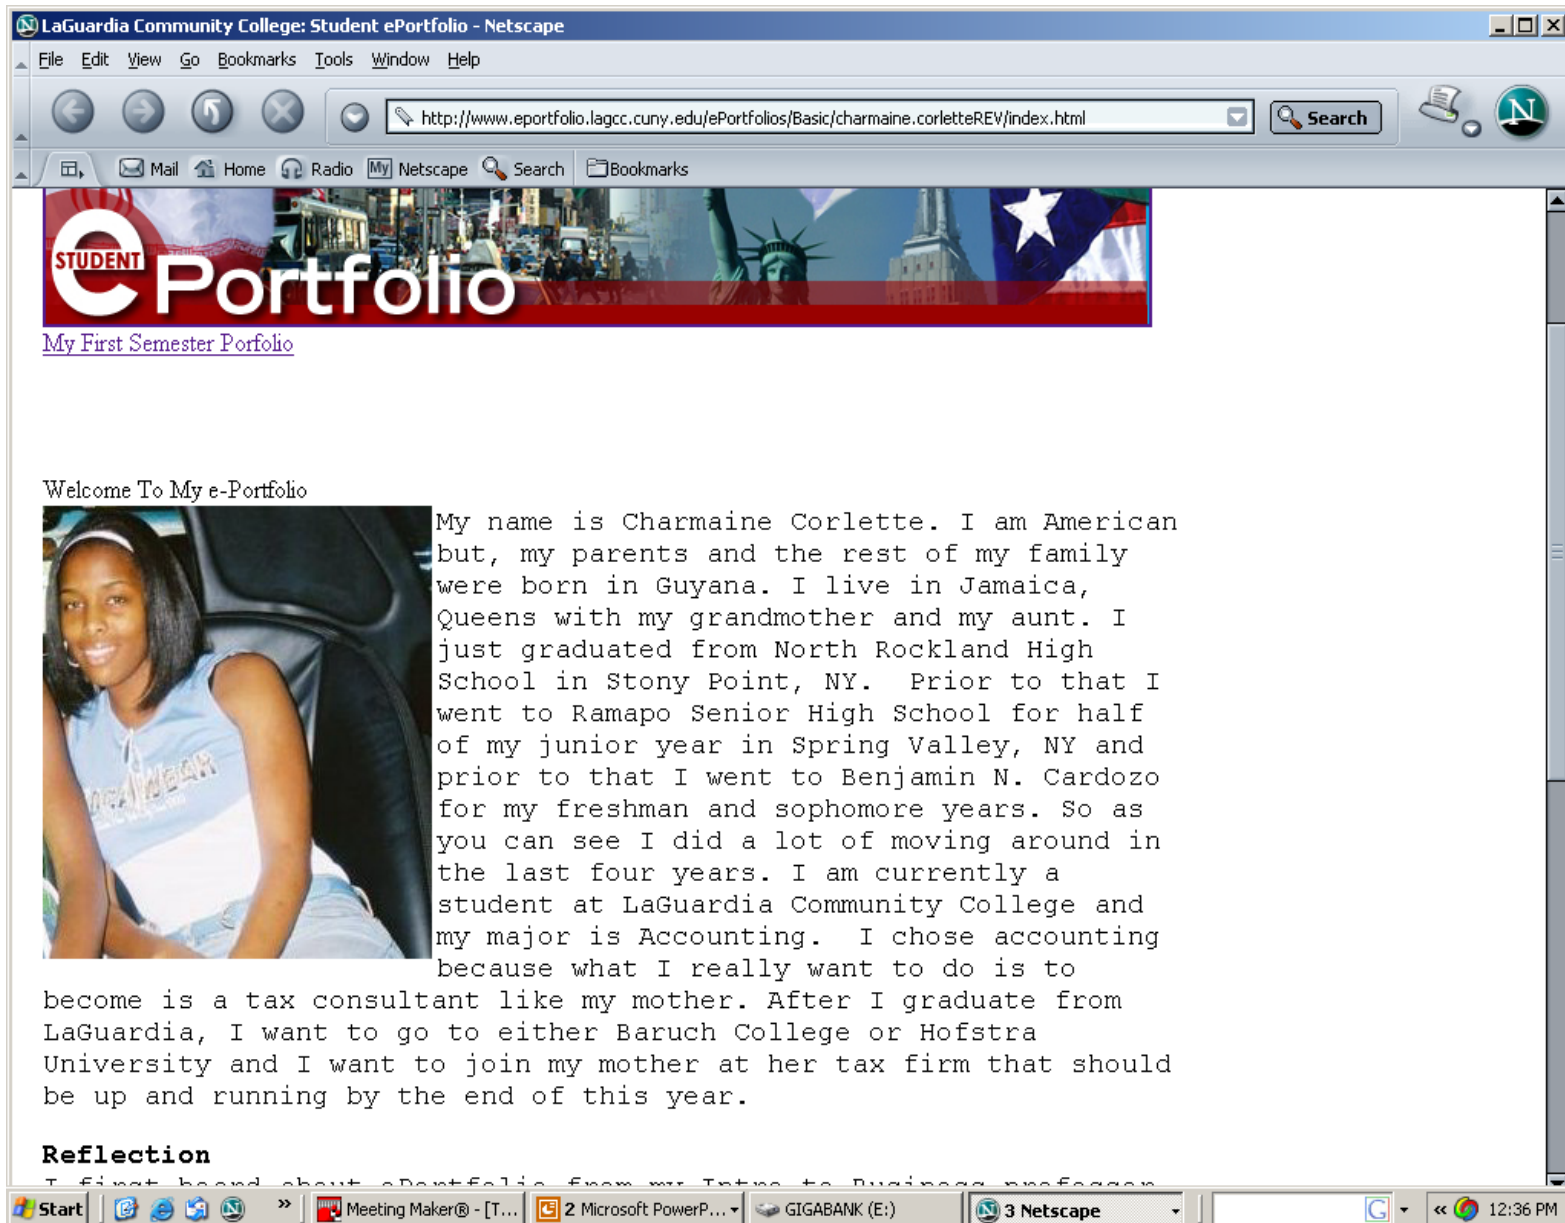 LaGuardia Community College: Student ePortfolio - Netscape
File Edit View Go Bookmarks Tools Window Help
http://www.eportfolio.lagcc.cuny.edu/ePortfolios/Basic/charmaine.corletteREV/index.html
Search
N
Mail Home Radio My Netscape Search Bookmarks
STUDENT
ePortfolio
My First Semester Porfolio
Welcome To My e-Portfolio
My name is Charmaine Corlette. I am American
but, my parents and the rest of my family
were born in Guyana. I live in Jamaica,
Queens with my grandmother and my aunt. I
just graduated from North Rockland High
School in Stony Point, NY.  Prior to that I
went to Ramapo Senior High School for half
of my junior year in Spring Valley, NY and
prior to that I went to Benjamin N. Cardozo
for my freshman and sophomore years. So as
you can see I did a lot of moving around in
the last four years. I am currently a
student at LaGuardia Community College and
my major is Accounting.  I chose accounting
because what I really want to do is to
become is a tax consultant like my mother. After I graduate from
LaGuardia, I want to go to either Baruch College or Hofstra
University and I want to join my mother at her tax firm that should
be up and running by the end of this year.
Reflection
I first heard about ePortfolio from my Intro to Business professor
Start » Meeting Maker® - [T... 2 Microsoft PowerP... GIGABANK (E:) 3 Netscape G « 12:36 PM